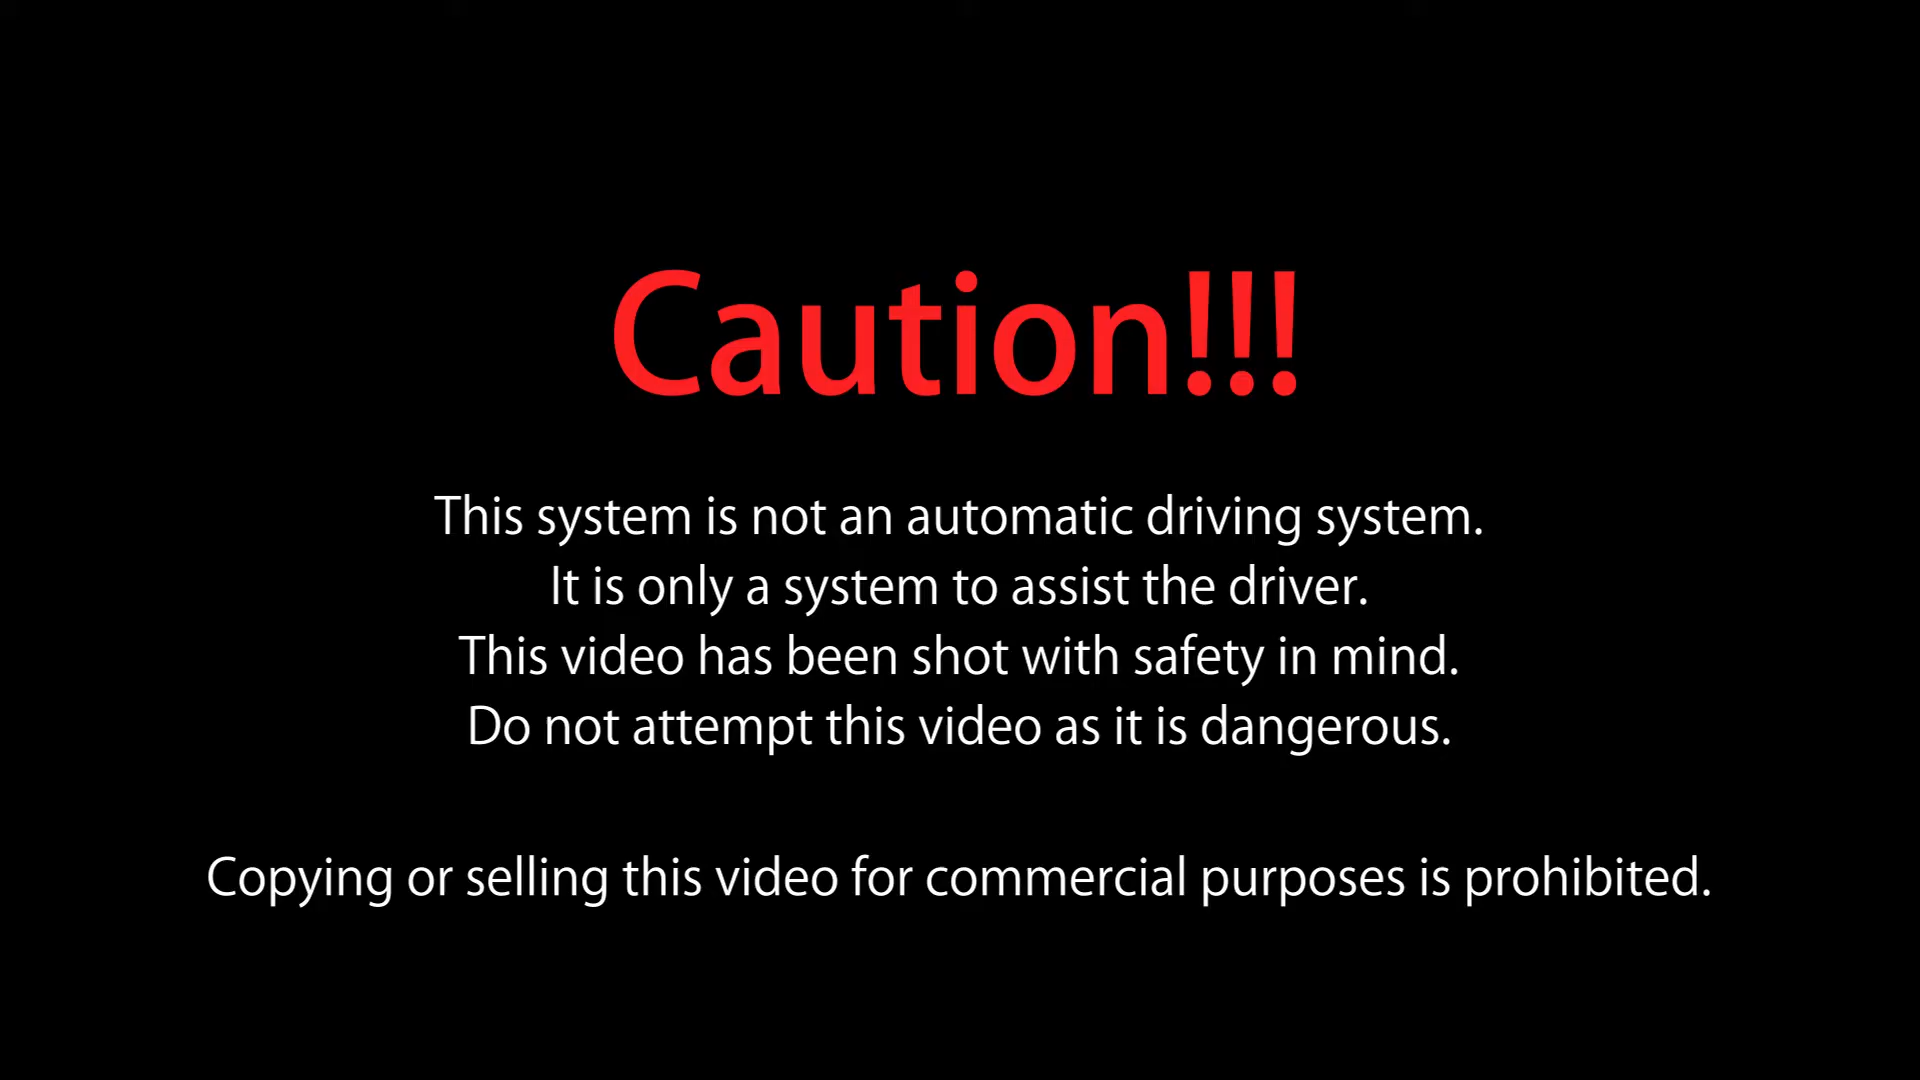 Caution!!!
This system is not an automatic driving system.
It is only a system to assist the driver.
This video has been shot with safety in mind.
Do not attempt this video as it is dangerous.
Copying or selling this video for commercial purposes is prohibited.